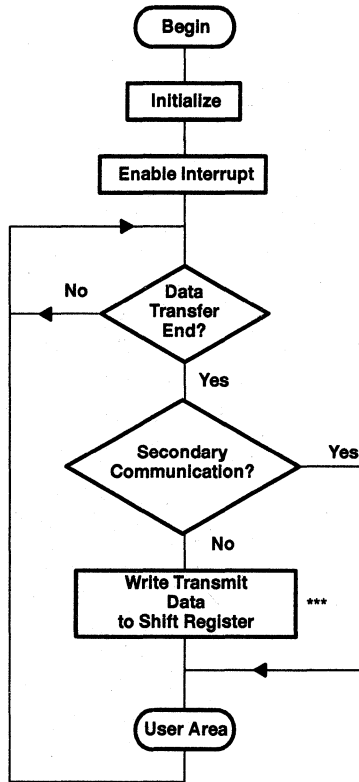 Begin
Initialize
Enable Interrupt
No
Data
Transfer
End?
Yes
Secondary
Communication?
Yes
No
Write Transmit
Data
to Shift Register
***
User Area